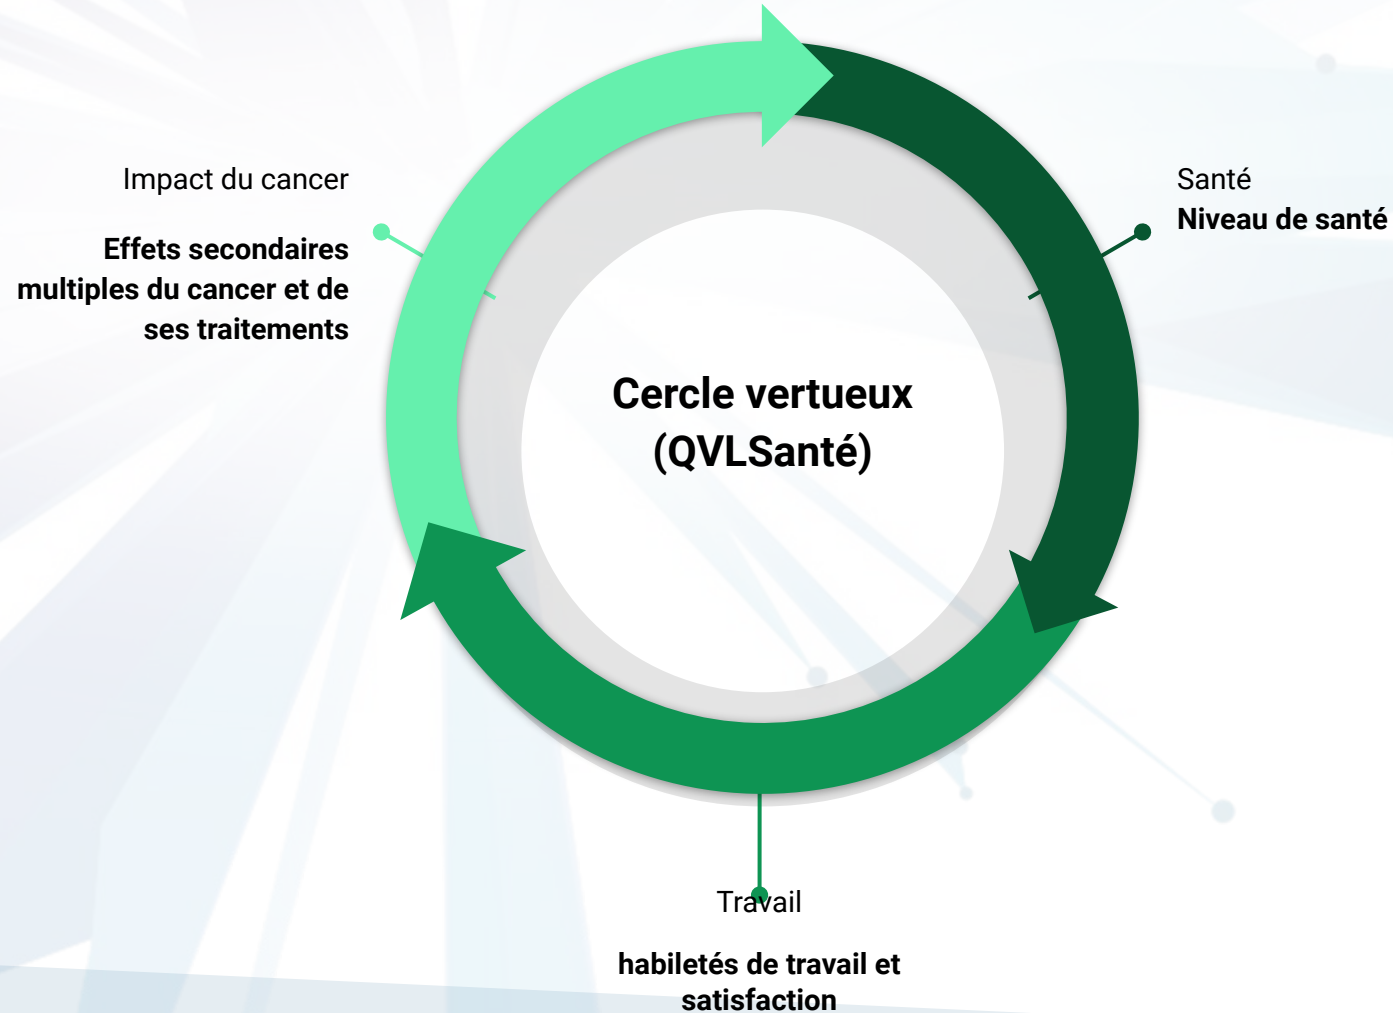 Impact du cancer
Effets secondaires
multiples du cancer et de
ses traitements
Santé
Niveau de santé
Cercle vertueux
(QVLSanté)
Travail
habiletés de travail et
satisfaction